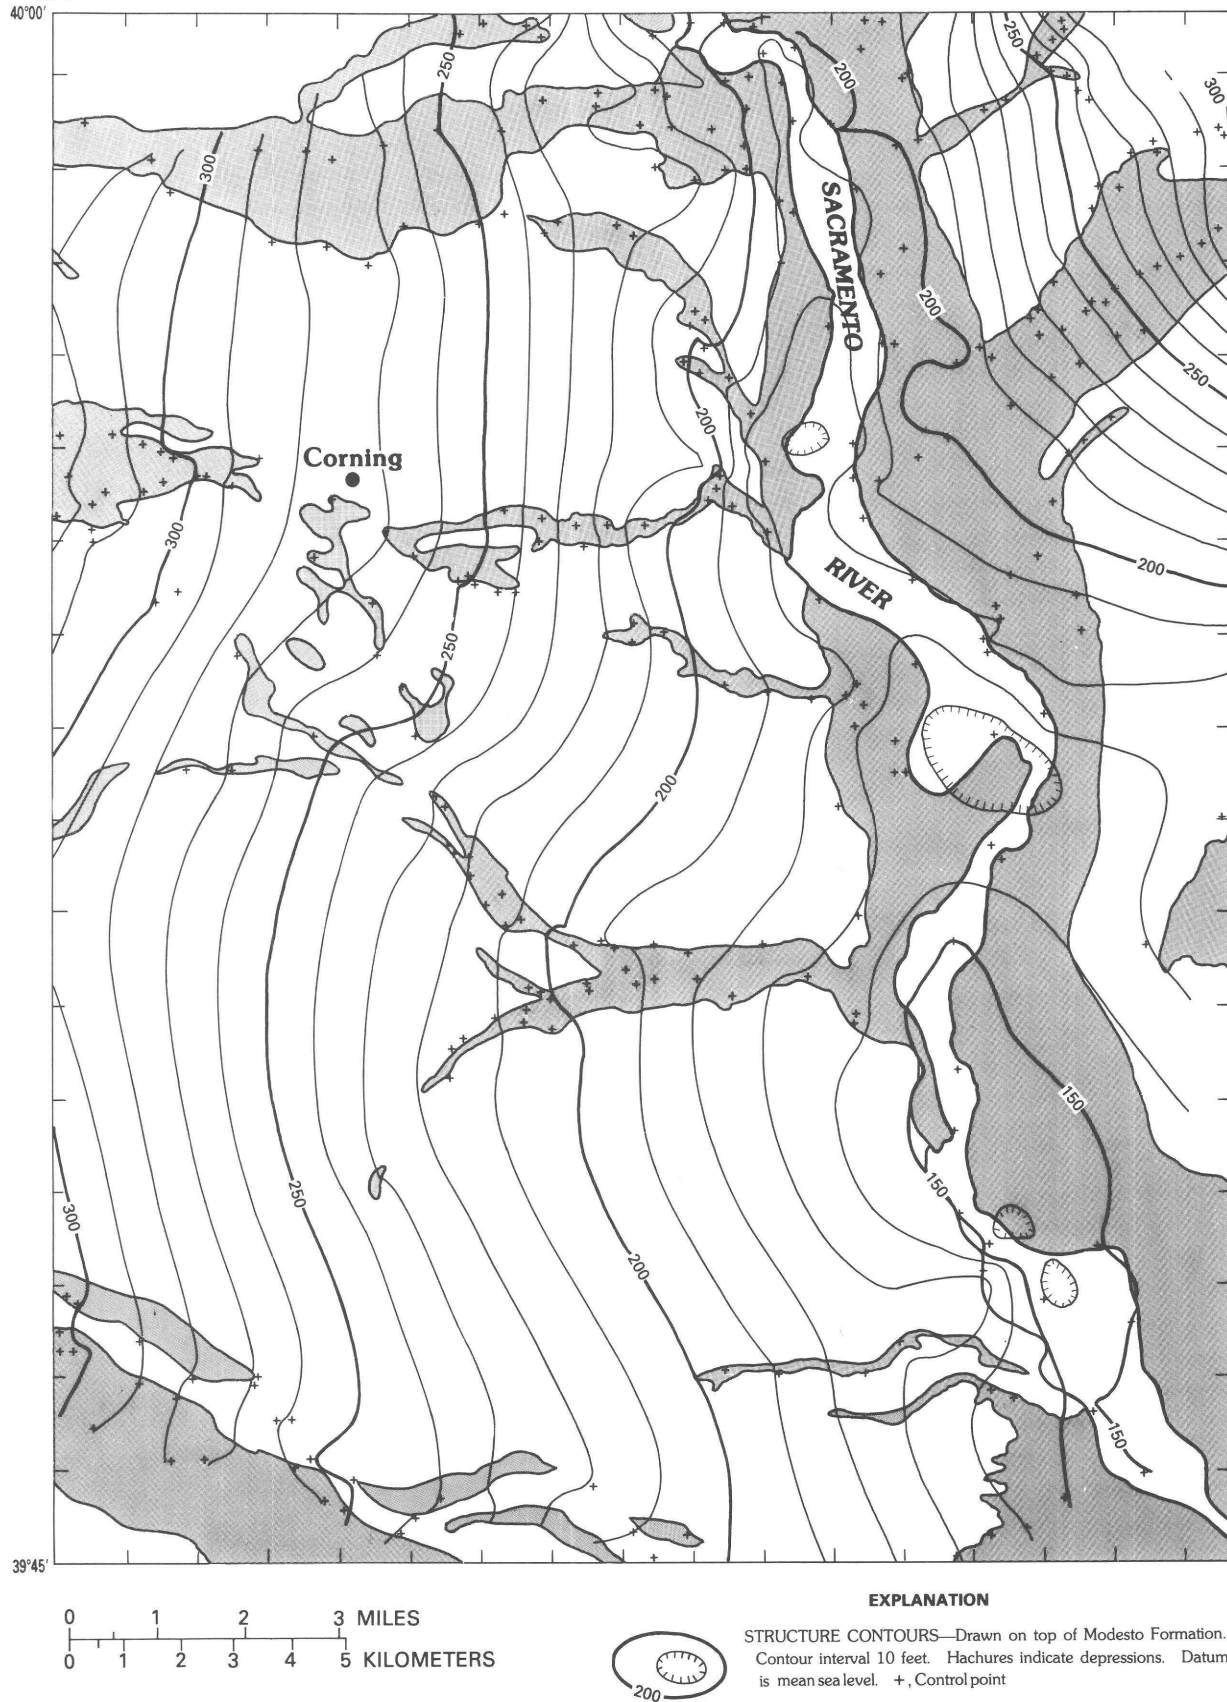 40°00'
250
200
250
300
300
SACRAMENTO
200
250
200
Corning
300
200
RIVER
250
200
150
150
250
300
200
150
39°45'
0 1 2 3 MILES
0 1 2 3 4 5 KILOMETERS
EXPLANATION
200
STRUCTURE CONTOURS—Drawn on top of Modesto Formation.
Contour interval 10 feet. Hachures indicate depressions. Datum
is mean sea level. +, Control point